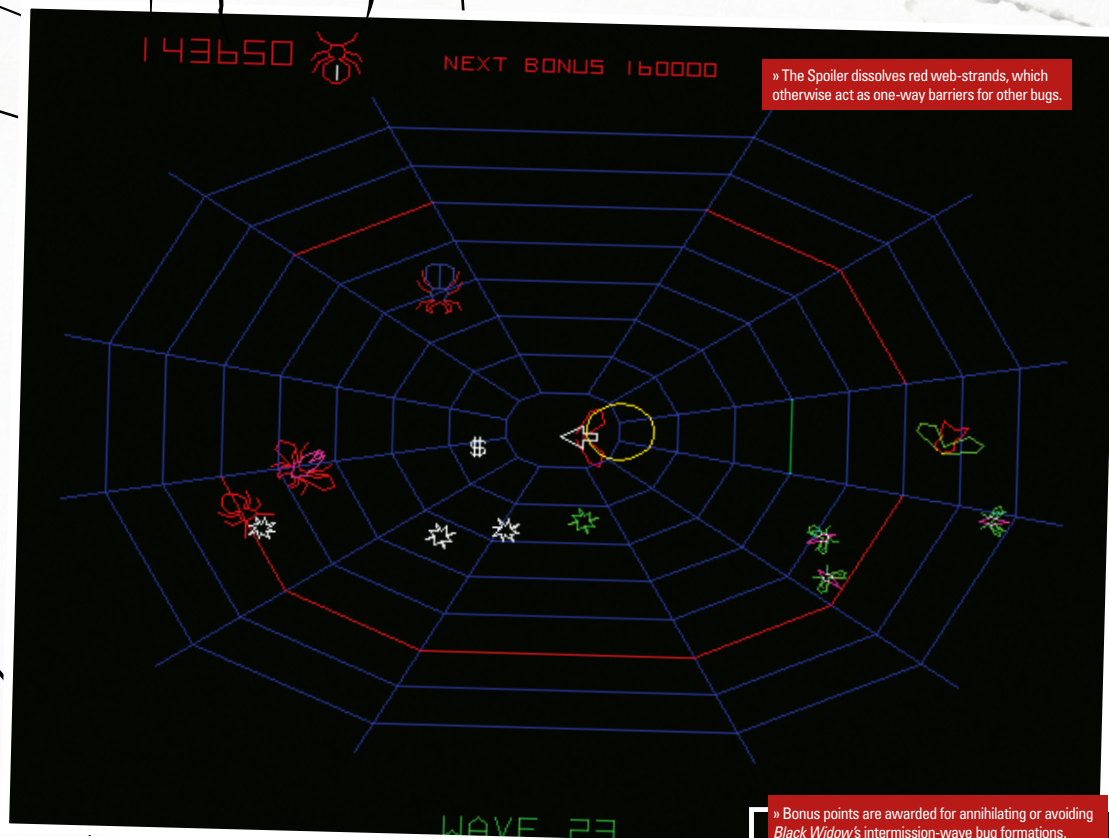 143650 1 NEXT BONUS 160000
» The Spoiler dissolves red web-strands, which
otherwise act as one-way barriers for other bugs.
$
WAVE 23
» Bonus points are awarded for annihilating or avoiding
Black Widow's intermission-wave bug formations.